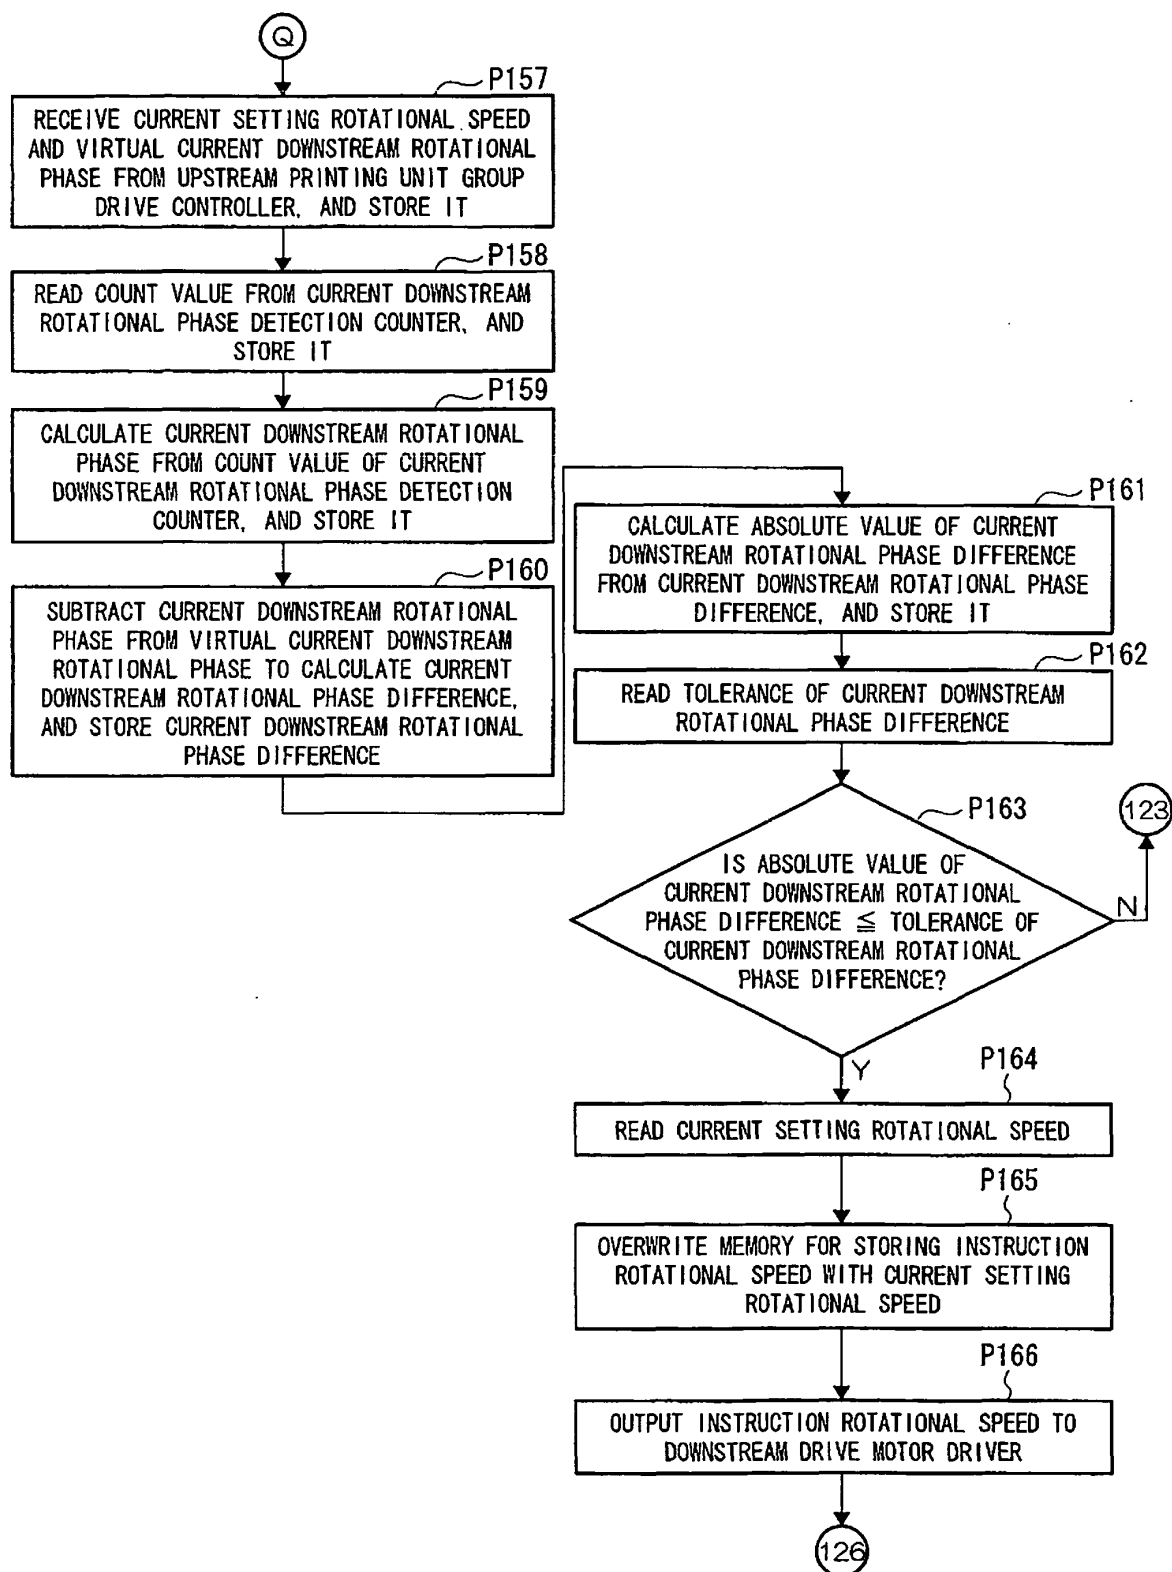 Q
P157
RECEIVE CURRENT SETTING ROTATIONAL SPEED
AND VIRTUAL CURRENT DOWNSTREAM ROTATIONAL
PHASE FROM UPSTREAM PRINTING UNIT GROUP
DRIVE CONTROLLER, AND STORE IT
P158
READ COUNT VALUE FROM CURRENT DOWNSTREAM
ROTATIONAL PHASE DETECTION COUNTER, AND
STORE IT
P159
CALCULATE CURRENT DOWNSTREAM ROTATIONAL
PHASE FROM COUNT VALUE OF CURRENT
DOWNSTREAM ROTATIONAL PHASE DETECTION
COUNTER, AND STORE IT
P160
SUBTRACT CURRENT DOWNSTREAM ROTATIONAL
PHASE FROM VIRTUAL CURRENT DOWNSTREAM
ROTATIONAL PHASE TO CALCULATE CURRENT
DOWNSTREAM ROTATIONAL PHASE DIFFERENCE,
AND STORE CURRENT DOWNSTREAM ROTATIONAL
PHASE DIFFERENCE
P161
CALCULATE ABSOLUTE VALUE OF CURRENT
DOWNSTREAM ROTATIONAL PHASE DIFFERENCE
FROM CURRENT DOWNSTREAM ROTATIONAL PHASE
DIFFERENCE, AND STORE IT
P162
READ TOLERANCE OF CURRENT DOWNSTREAM
ROTATIONAL PHASE DIFFERENCE
P163
IS ABSOLUTE VALUE OF
CURRENT DOWNSTREAM ROTATIONAL
PHASE DIFFERENCE ≦ TOLERANCE OF
CURRENT DOWNSTREAM ROTATIONAL
PHASE DIFFERENCE?
N
123
Y
P164
READ CURRENT SETTING ROTATIONAL SPEED
P165
OVERWRITE MEMORY FOR STORING INSTRUCTION
ROTATIONAL SPEED WITH CURRENT SETTING
ROTATIONAL SPEED
P166
OUTPUT INSTRUCTION ROTATIONAL SPEED TO
DOWNSTREAM DRIVE MOTOR DRIVER
126